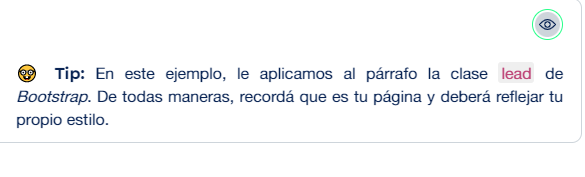 Tip: En este ejemplo, le aplicamos al párrafo la clase lead de
Bootstrap. De todas maneras, recordá que es tu página y deberá reflejar tu
propio estilo.